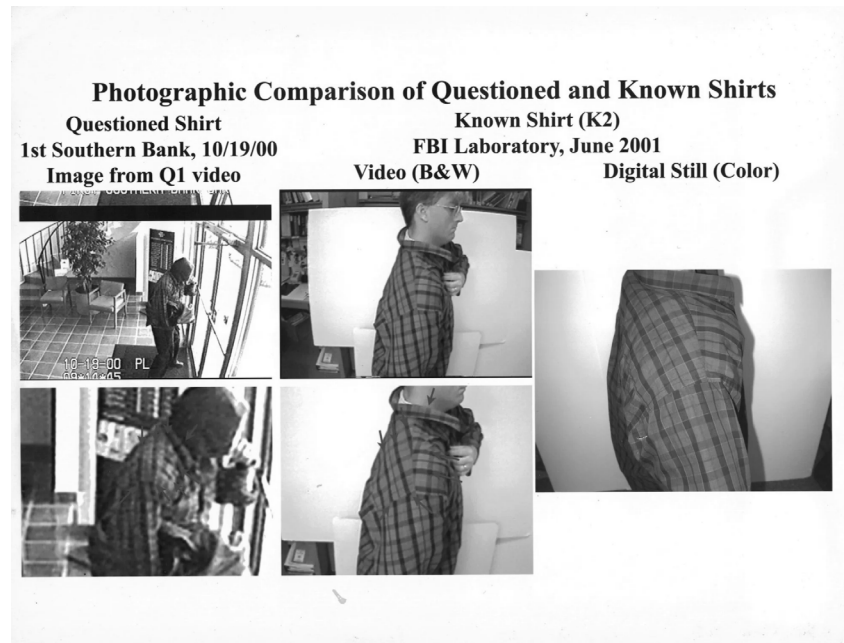 Photographic Comparison of Questioned and Known Shirts
Questioned Shirt
1st Southern Bank, 10/19/00
Image from Q1 video
Known Shirt (K2)
FBI Laboratory, June 2001
Video (B&W)
Digital Still (Color)
10-19-00 PL